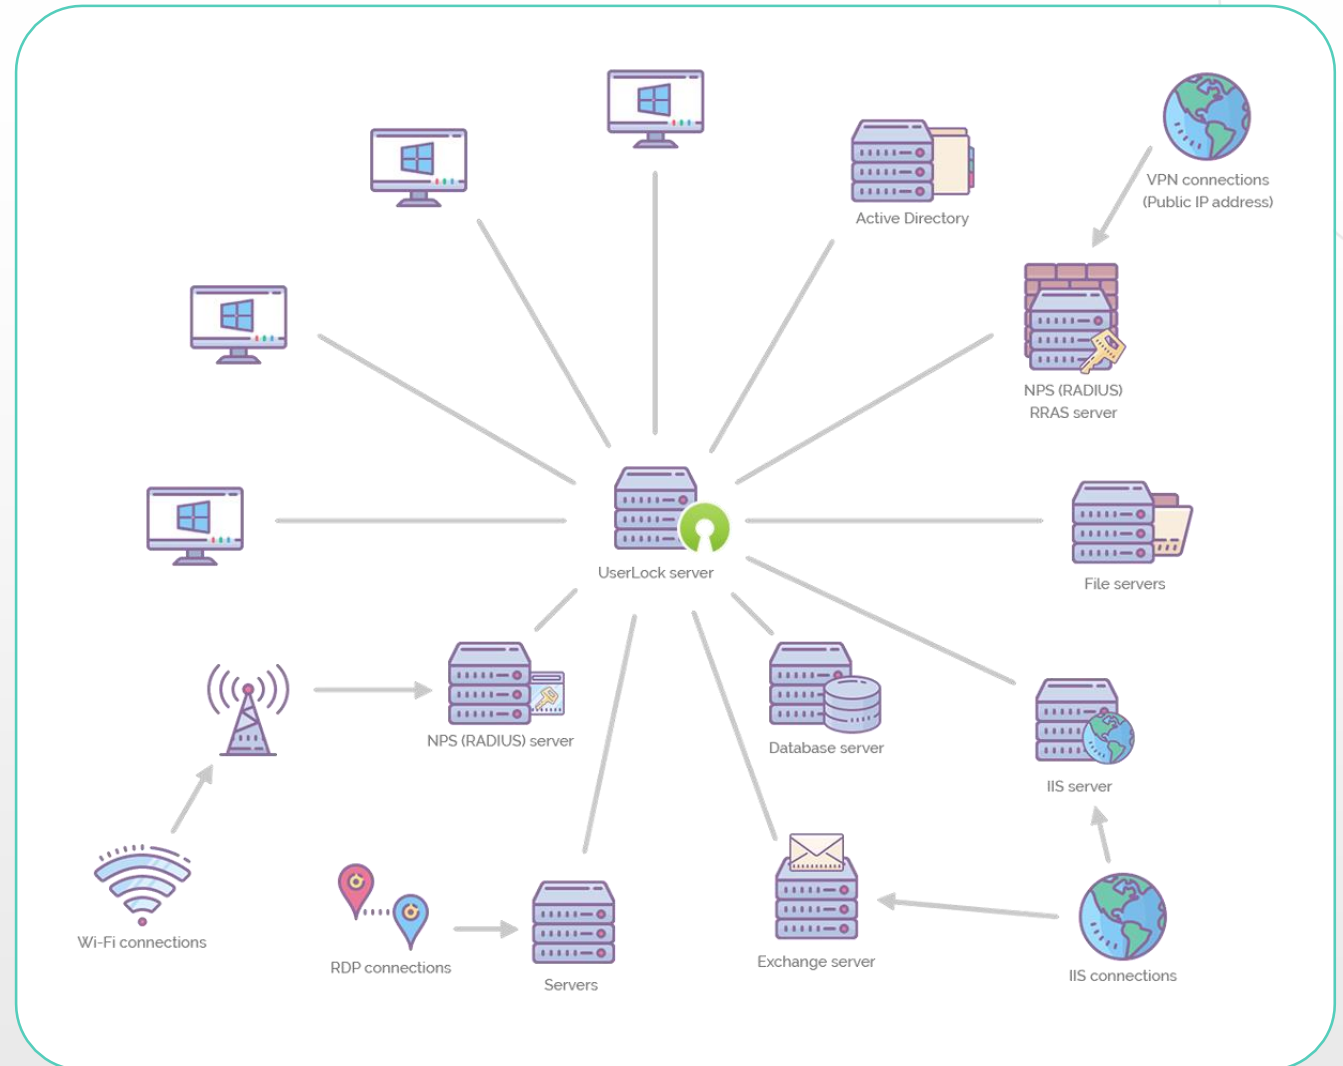 Active Directory
VPN connections
(Public IP address)
NPS (RADIUS)
RRAS server
UserLock server
File servers
NPS (RADIUS) server
Database server
IIS server
Wi-Fi connections
RDP connections
Servers
Exchange server
IIS connections